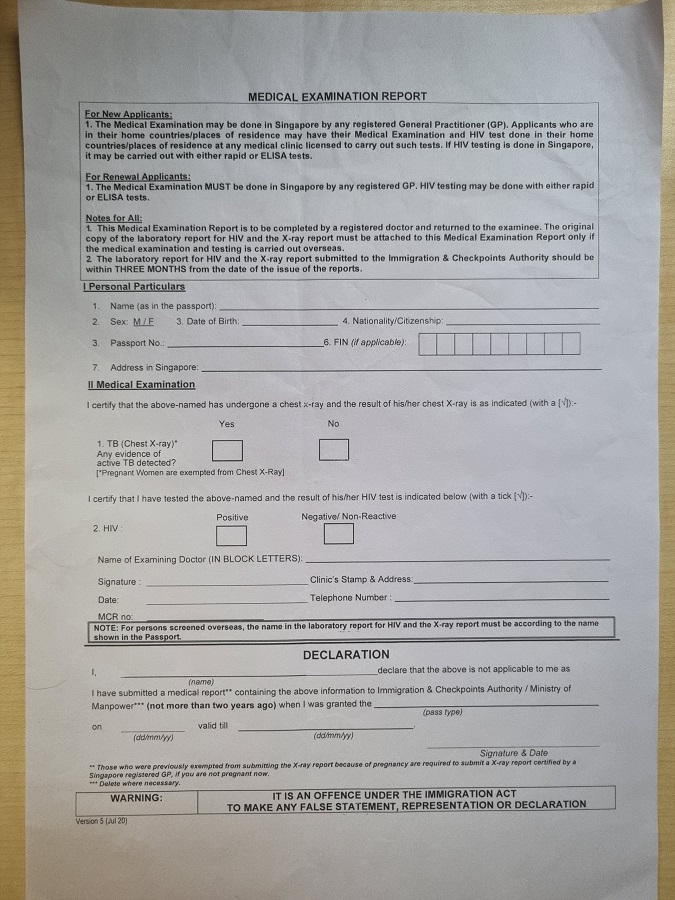 MEDICAL EXAMINATION REPORT
For New Applicants:
1. The Medical Examination may be done in Singapore by any registered General Practitioner (GP). Applicants who are
in their home countries/places of residence may have their Medical Examination and HIV test done in their home
countries/places of residence at any medical clinic licensed to carry out such tests. If HIV testing is done in Singapore,
it may be carried out with either rapid or ELISA tests.
For Renewal Applicants:
1. The Medical Examination MUST be done in Singapore by any registered GP. HIV testing may be done with either rapid
or ELISA tests.
Notes for All:
1. This Medical Examination Report is to be completed by a registered doctor and returned to the examinee. The original
copy of the laboratory report for HIV and the X-ray report must be attached to this Medical Examination Report only if
the medical examination and testing is carried out overseas.
2. The laboratory report for HIV and the X-ray report submitted to the Immigration & Checkpoints Authority should be
within THREE MONTHS from the date of the issue of the reports.
I Personal Particulars
1. Name (as in the passport):
2. Sex: M / F 3. Date of Birth: 4. Nationality/Citizenship:
3. Passport No.: 6. FIN (if applicable):
7. Address in Singapore:
II Medical Examination
I certify that the above-named has undergone a chest x-ray and the result of his/her chest X-ray is as indicated (with a [√]):-
Yes No
1. TB (Chest X-ray)*
Any evidence of
active TB detected?
[*Pregnant Women are exempted from Chest X-Ray]
I certify that I have tested the above-named and the result of his/her HIV test is indicated below (with a tick [√]):-
Positive Negative/ Non-Reactive
2. HIV :
Name of Examining Doctor (IN BLOCK LETTERS):
Signature : Clinic's Stamp & Address:
Date: Telephone Number :
MCR no:
NOTE: For persons screened overseas, the name in the laboratory report for HIV and the X-ray report must be according to the name
shown in the Passport.
DECLARATION
I, declare that the above is not applicable to me as
(name)
I have submitted a medical report** containing the above information to Immigration & Checkpoints Authority / Ministry of
Manpower*** (not more than two years ago) when I was granted the
(pass type)
on valid till .
(dd/mm/yy) (dd/mm/yy)
Signature & Date
** Those who were previously exempted from submitting the X-ray report because of pregnancy are required to submit a X-ray report certified by a
Singapore registered GP, if you are not pregnant now.
*** Delete where necessary.
WARNING: IT IS AN OFFENCE UNDER THE IMMIGRATION ACT
TO MAKE ANY FALSE STATEMENT, REPRESENTATION OR DECLARATION
Version 5 (Jul 20)